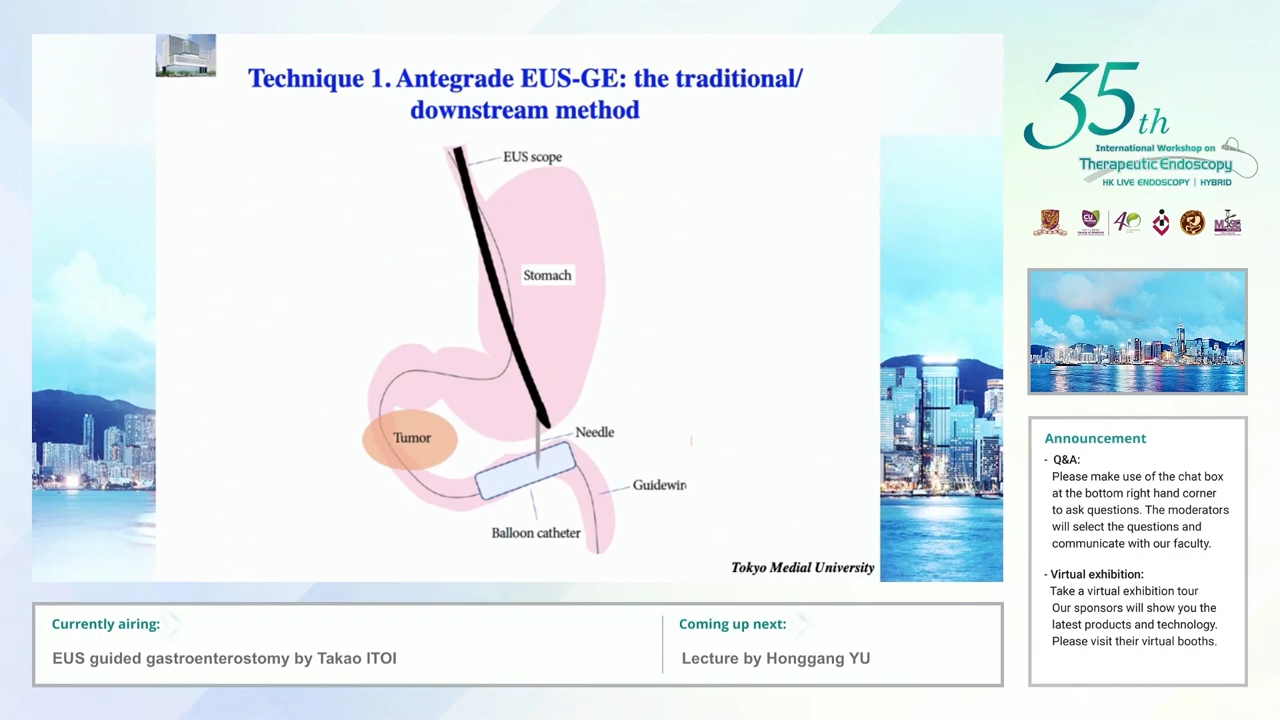 Technique 1. Antegrade EUS-GE: the traditional/
downstream method
EUS scope
Stomach
Tumor
Needle
Guidewir
Balloon catheter
Tokyo Medial University
35th
International Workshop on
Therapeutic Endoscopy
HK LIVE ENDOSCOPY | HYBRID
Announcement
- Q&A:
Please make use of the chat box
at the bottom right hand corner
to ask questions. The moderators
will select the questions and
communicate with our faculty.
- Virtual exhibition:
Take a virtual exhibition tour
Our sponsors will show you the
latest products and technology.
Please visit their virtual booths.
Currently airing:
EUS guided gastroenterostomy by Takao ITOI
Coming up next:
Lecture by Honggang YU